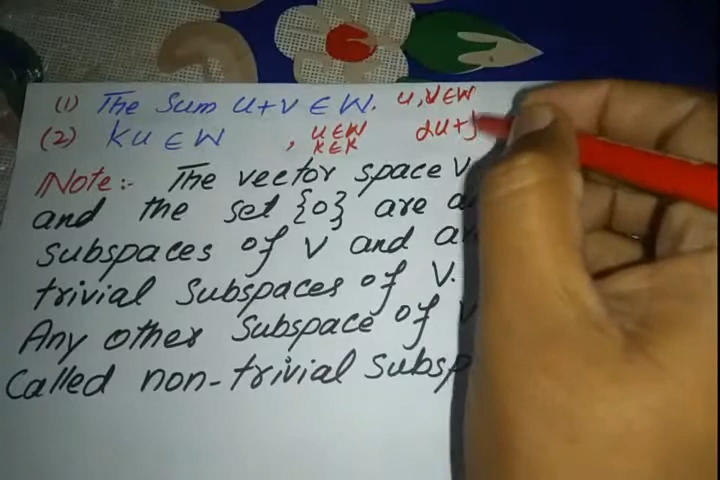 (1) The Sum u+v ∈ W. u,v ∈ W
(2) Ku ∈ W , u ∈ W αu+
K ∈ K
Note:- The vector space V
and the set {0} are
subspaces of V and
trivial Subspaces of V.
Any other Subspace of V
Called non-trivial